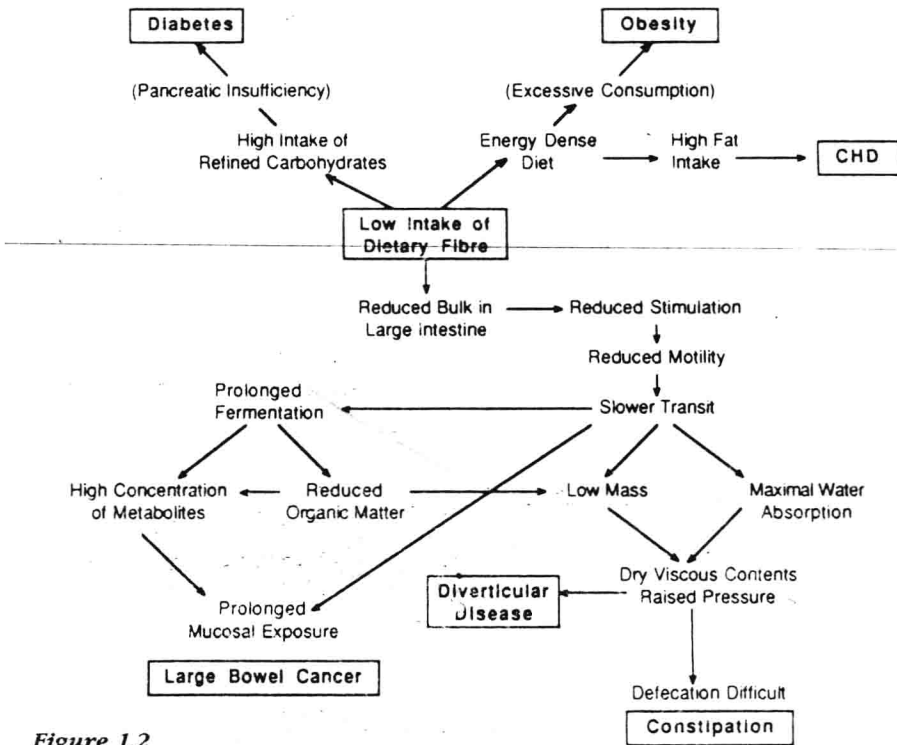 Diabetes
Obesity
(Pancreatic Insufficiency)
(Excessive Consumption)
High Intake of
Refined Carbohydrates
Energy Dense
Diet
High Fat
Intake
CHD
Low Intake of
Dietary Fibre
Reduced Bulk in
Large intestine
Reduced Stimulation
Reduced Motility
Prolonged
Fermentation
Slower Transit
High Concentration
of Metabolites
Reduced
Organic Matter
Low Mass
Maximal Water
Absorption
Dry Viscous Contents
Raised Pressure
Diverticular
Disease
Prolonged
Mucosal Exposure
Large Bowel Cancer
Defecation Difficult
Constipation
Figure 1.2